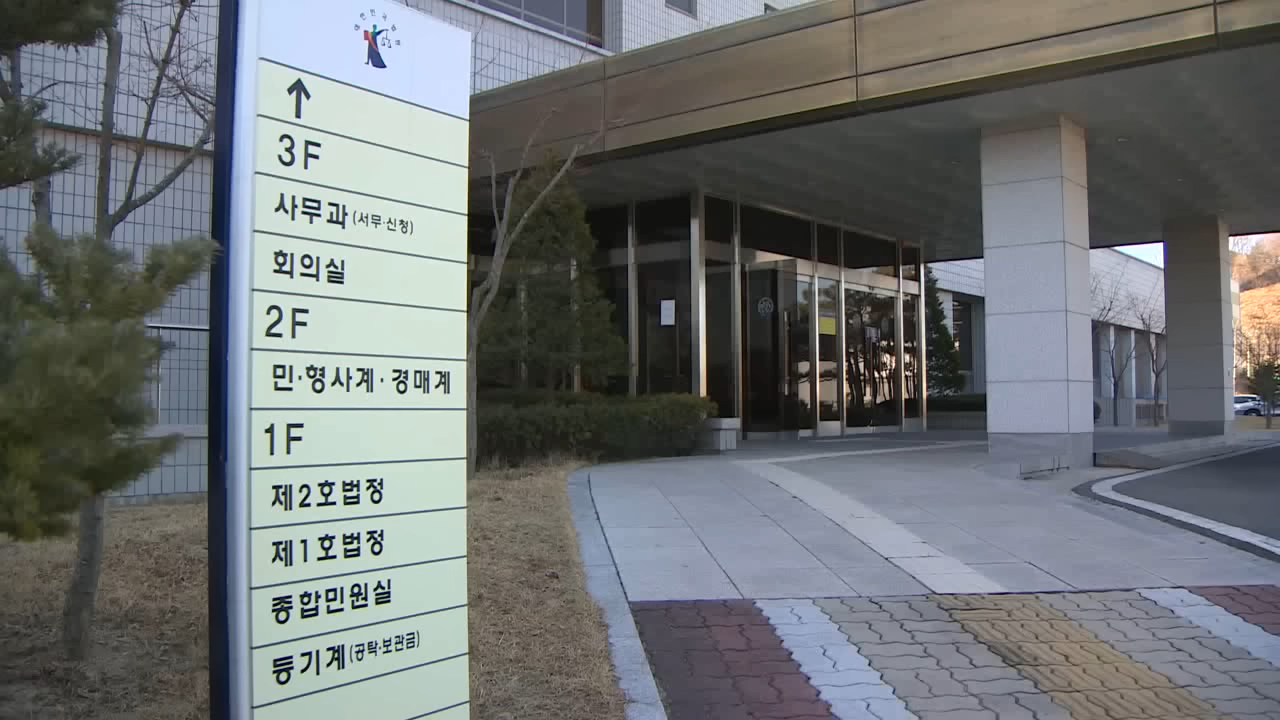 ↑
3F
사무과 (서무·신청)
회의실
2F
민·형사계·경매계
1F
제2호법정
제1호법정
종합민원실
등기계 (공탁·보관금)